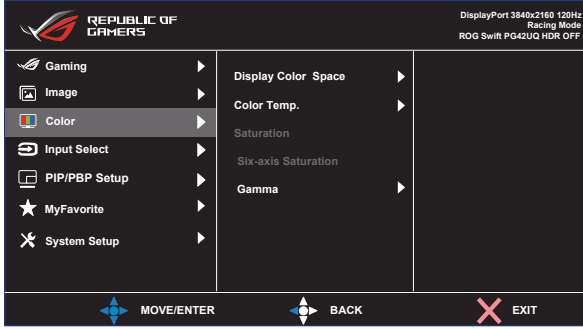 REPUBLIC OF
GAMERS
DisplayPort 3840x2160 120Hz
Racing Mode
ROG Swift PG42UQ HDR OFF
Gaming
Image
Color
Input Select
PIP/PBP Setup
MyFavorite
System Setup
Display Color Space
Color Temp.
Saturation
Six-axis Saturation
Gamma
MOVE/ENTER
BACK
EXIT